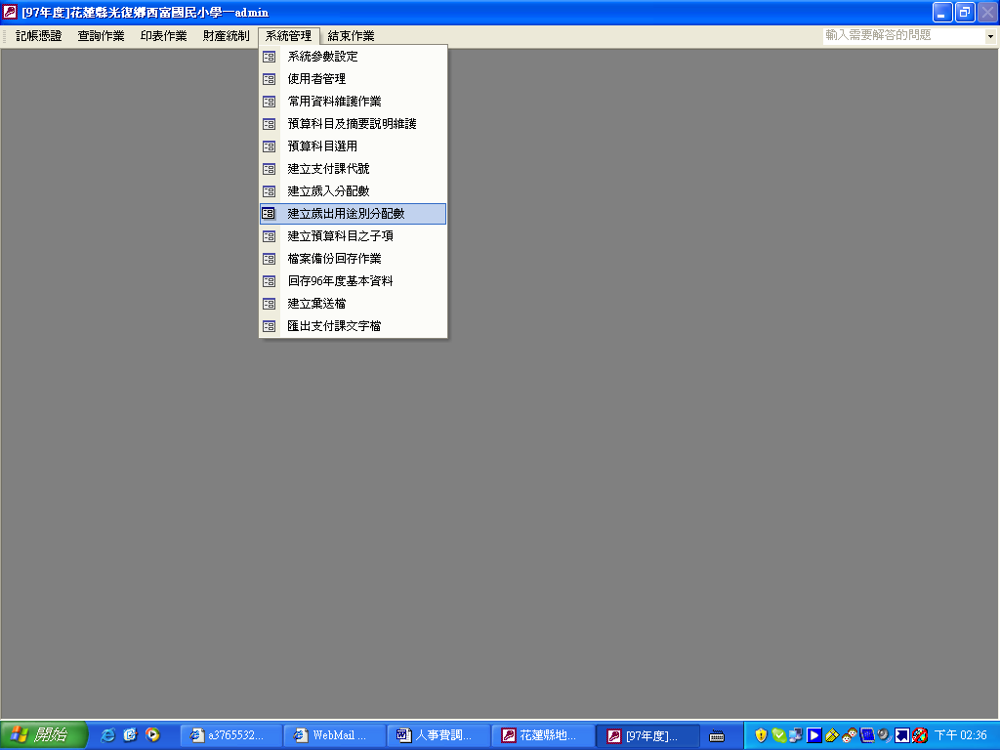 [97年度]花蓮縣光復鄉西富國民小學—admin
記帳憑證 查詢作業 印表作業 財產統制 系統管理 結束作業 輸入需要解答的問題
系統參數設定
使用者管理
常用資料維護作業
預算科目及摘要說明維護
預算科目選用
建立支付課代號
建立歲入分配數
建立歲出用途別分配數
建立預算科目之子項
檔案備份回存作業
回存96年度基本資料
建立彙送檔
匯出支付課文字檔
開始 a3765532... WebMail ... 人事費調... 花蓮縣地... [97年度]... 下午 02:36